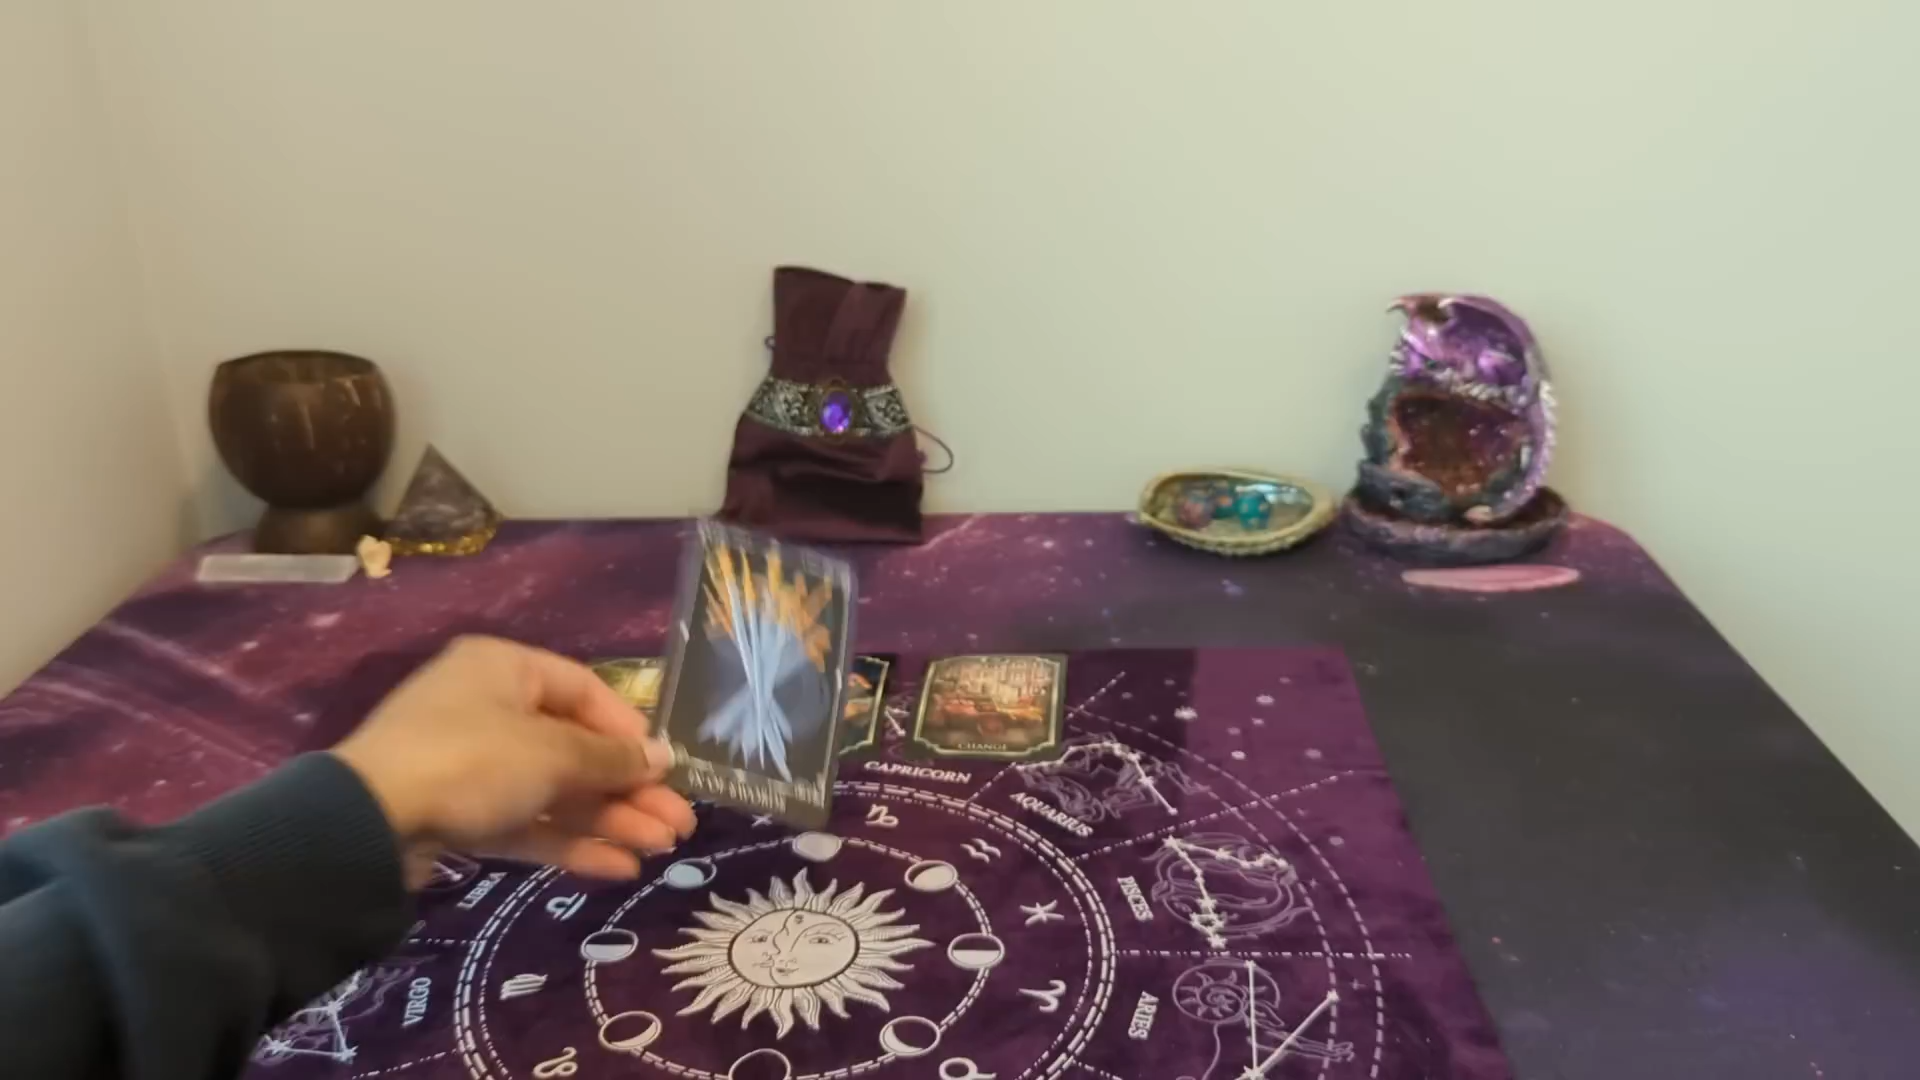 CHANGE
CAPRICORN
AQUARIUS
LIBRA
PISCES
VIRGO
ARIES